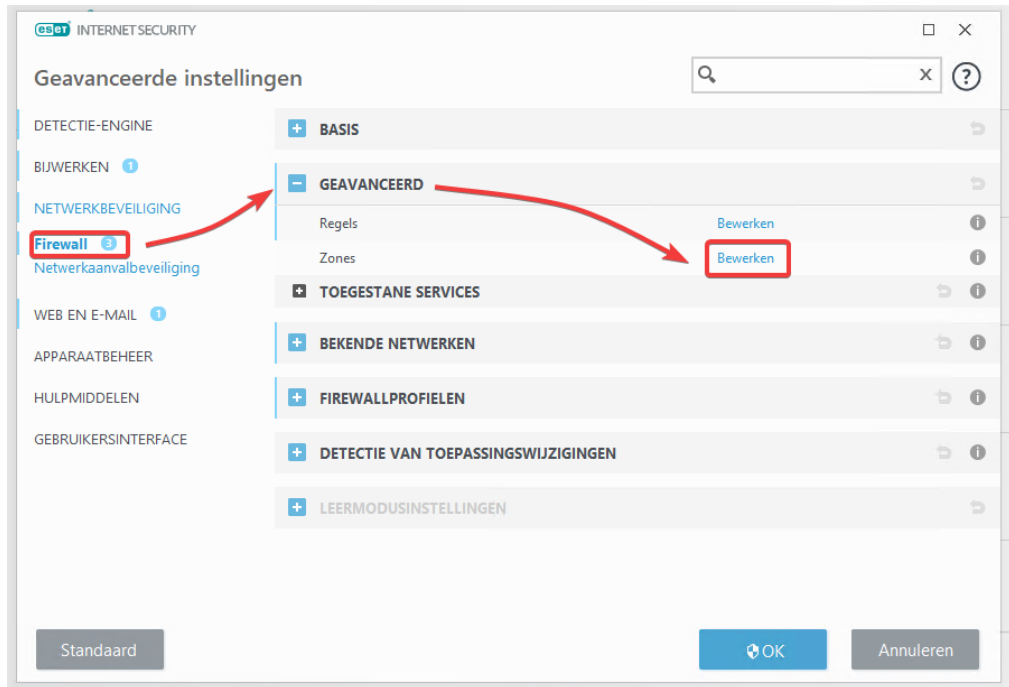 eseT INTERNET SECURITY
Geavanceerde instellingen
DETECTIE-ENGINE
BIJWERKEN 1
NETWERKBEVEILIGING
Firewall 3
Netwerkaanvalbeveiliging
WEB EN E-MAIL 1
APPARAATBEHEER
HULPMIDDELEN
GEBRUIKERSINTERFACE
BASIS
GEAVANCEERD
Regels Bewerken
Zones Bewerken
TOEGESTANE SERVICES
BEKENDE NETWERKEN
FIREWALLPROFIELEN
DETECTIE VAN TOEPASSINGSWIJZIGINGEN
LEERMODUSINSTELLINGEN
Standaard OK Annuleren